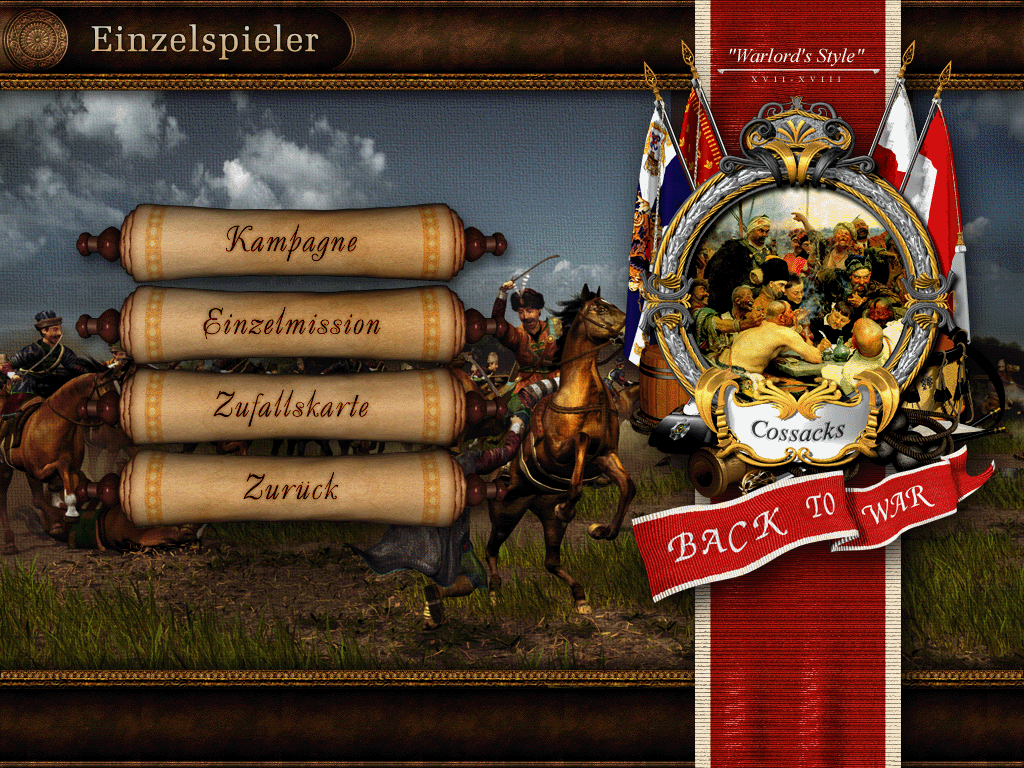 Einzelspieler
"Warlord's Style"
XVII-XVIII
Kampagne
Einzelmission
Zufallskarte
Zurück
Cossacks
BACK TO WAR